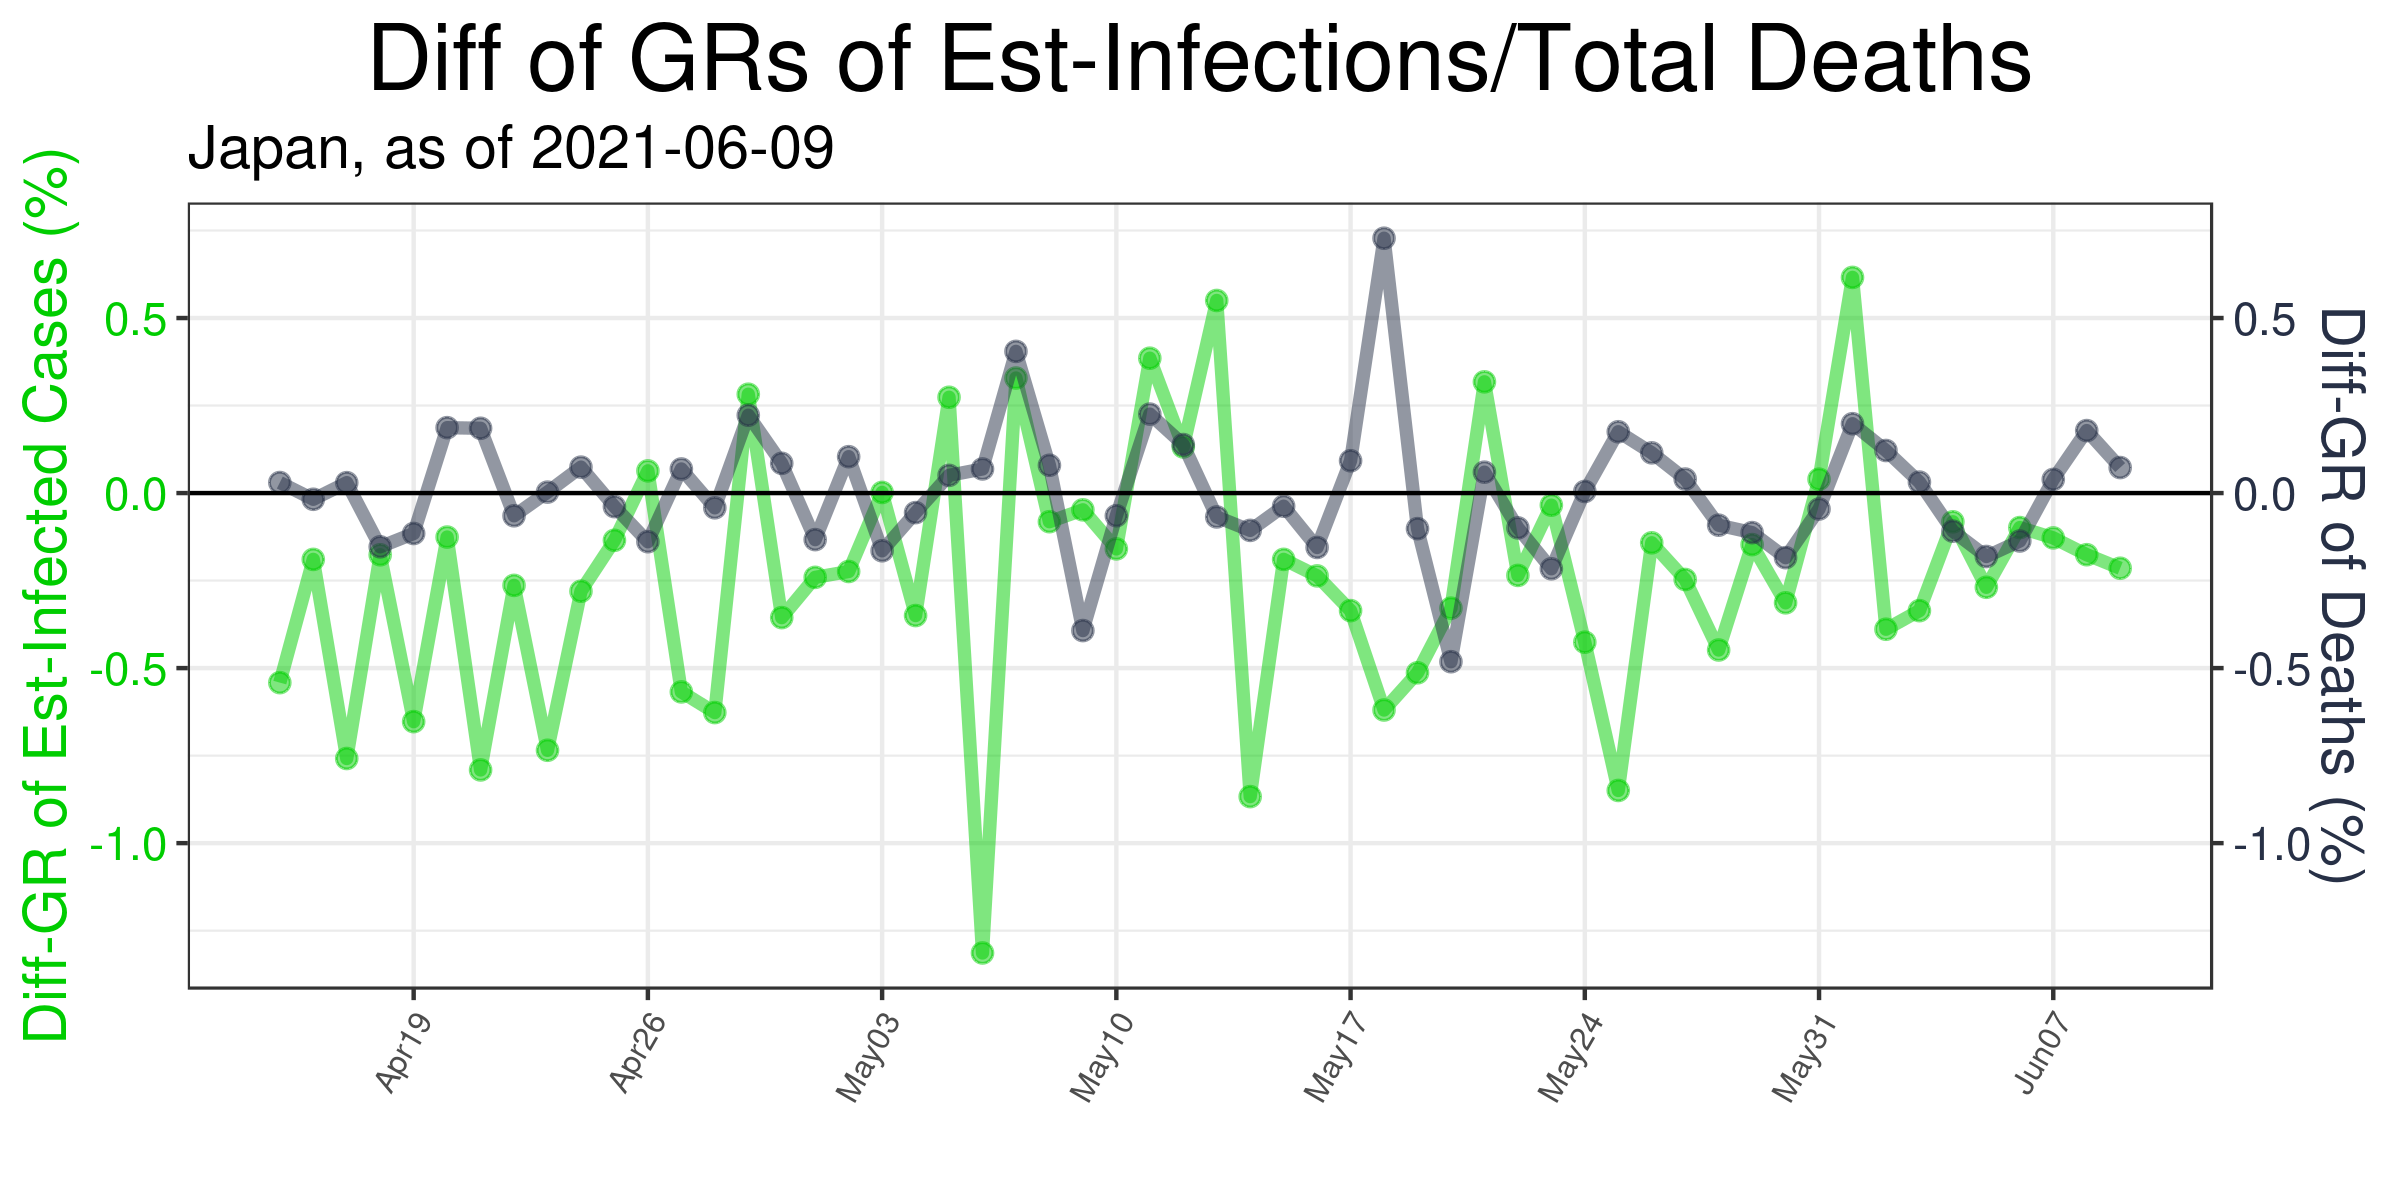 Diff of GRs of Est-Infections/Total Deaths
Japan, as of 2021-06-09
Diff-GR of Est-Infected Cases (%)
0.5
0.0
-0.5
-1.0
0.5
0.0
-0.5
-1.0
Diff-GR of Deaths (%)
Apr19
Apr26
May03
May10
May17
May24
May31
Jun07